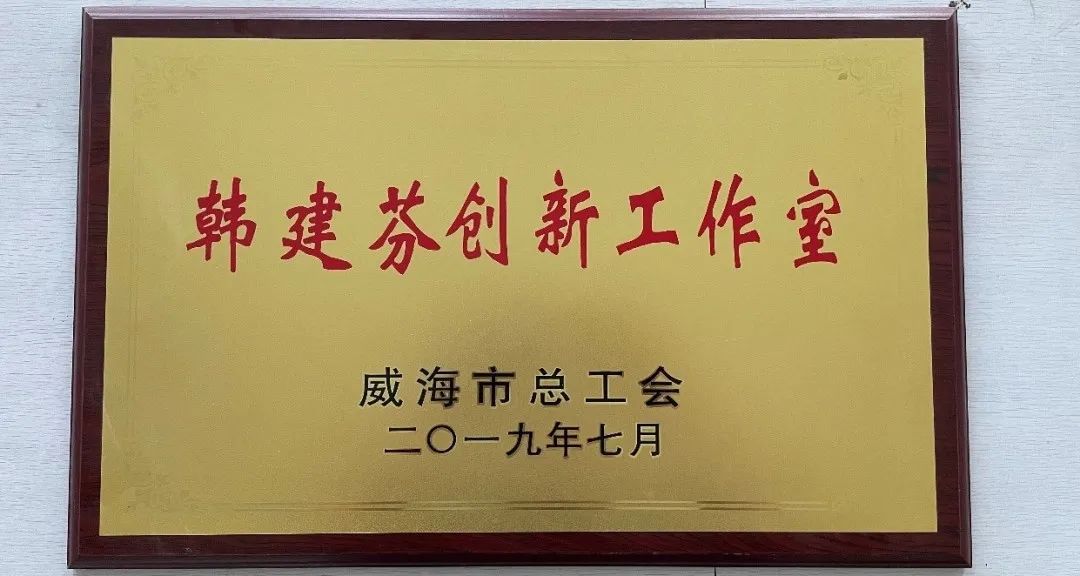 韩建芬创新工作室
威海市总工会
二〇一九年七月